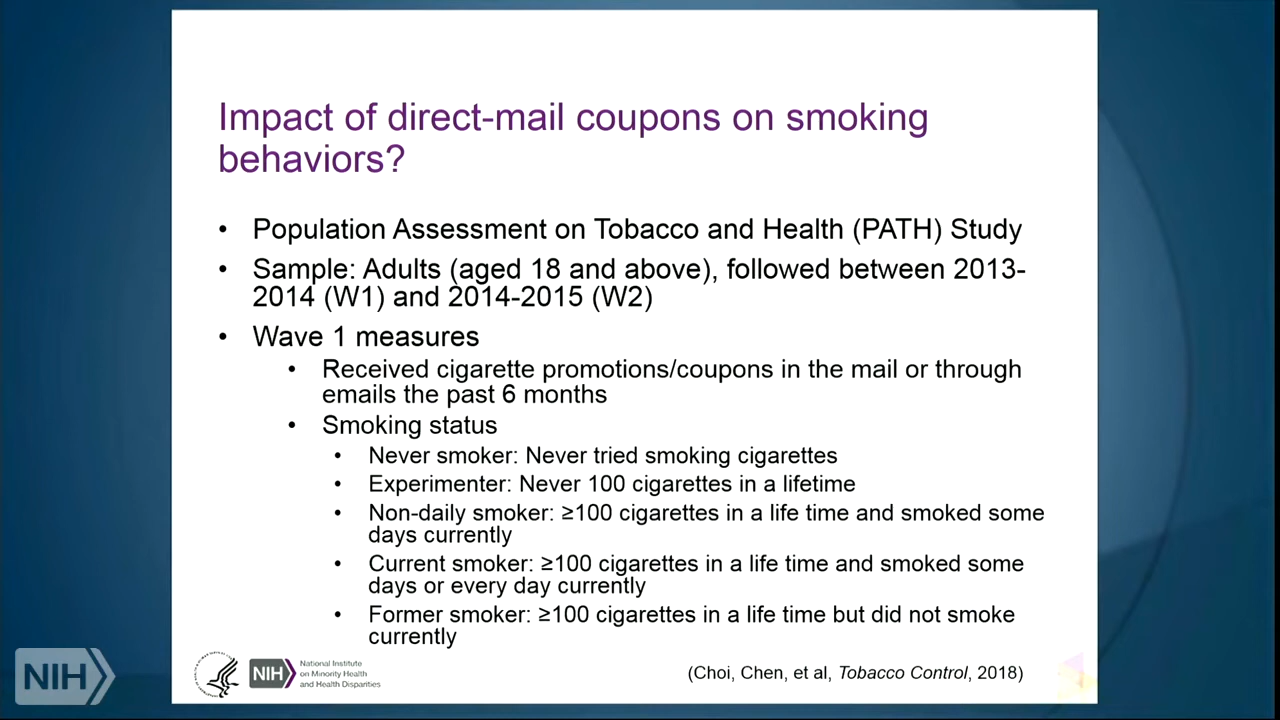 Impact of direct-mail coupons on smoking
behaviors?
• Population Assessment on Tobacco and Health (PATH) Study
• Sample: Adults (aged 18 and above), followed between 2013-
2014 (W1) and 2014-2015 (W2)
• Wave 1 measures
• Received cigarette promotions/coupons in the mail or through
emails the past 6 months
• Smoking status
• Never smoker: Never tried smoking cigarettes
• Experimenter: Never 100 cigarettes in a lifetime
• Non-daily smoker: ≥100 cigarettes in a life time and smoked some
days currently
• Current smoker: ≥100 cigarettes in a life time and smoked some
days or every day currently
• Former smoker: ≥100 cigarettes in a life time but did not smoke
currently
NIH
NIH
National Institute
on Minority Health
and Health Disparities
(Choi, Chen, et al, Tobacco Control, 2018)